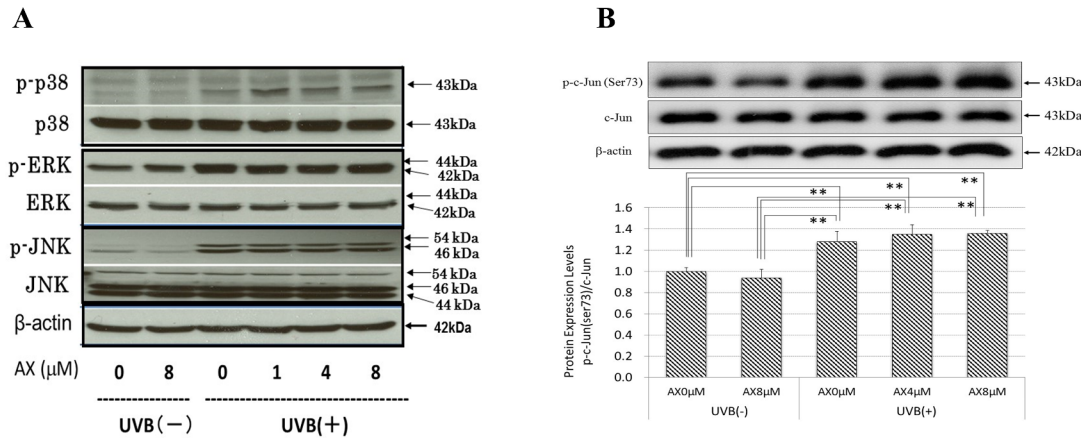 A
p-p38
43kDa
p38
43kDa
p-ERK
44kDa
42kDa
ERK
44kDa
42kDa
p-JNK
54 kDa
46 kDa
JNK
54 kDa
46 kDa
44 kDa
β-actin
42kDa
AX (μM) 0 8 0 1 4 8
UVB(－) UVB(+)
B
p-c-Jun (Ser73)
43kDa
c-Jun
43kDa
β-actin
42kDa
**
**
**
**
**
**
Protein Expression Levels
p-c-Jun(ser73)/c-Jun
1.6
1.4
1.2
1.0
0.8
0.6
0.4
0.2
0.0
AX0μM AX8μM AX0μM AX4μM AX8μM
UVB(-) UVB(+)